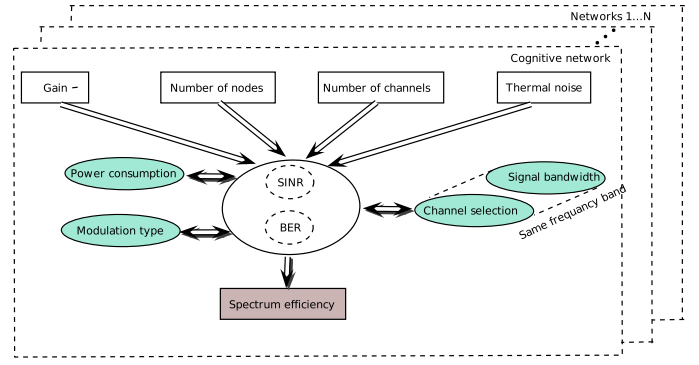 Networks 1...N
Cognitive network
Gain -
Number of nodes
Number of channels
Thermal noise
Power consumption
SINR
Signal bandwidth
Channel selection
Same frequancy band
Modulation type
BER
Spectrum efficiency